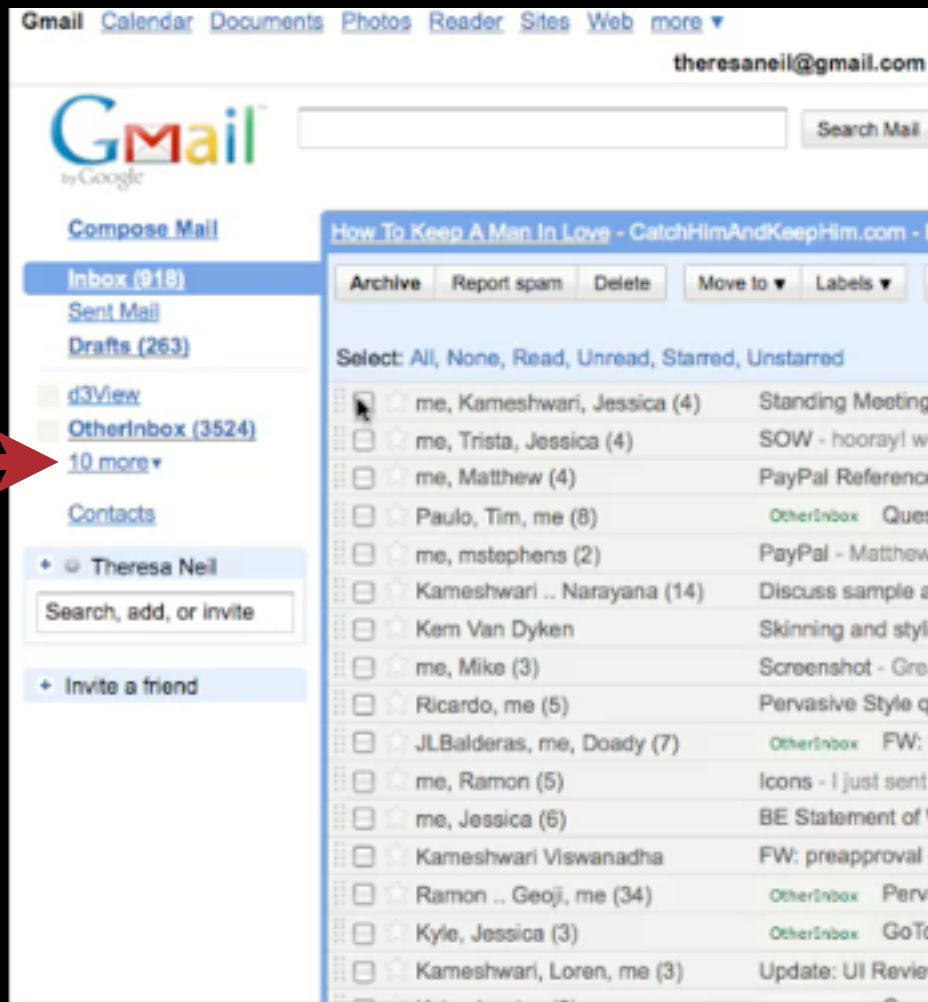 Gmail Calendar Documents Photos Reader Sites Web more ▼
theresaneil@gmail.com
Gmail
by Google
Search Mail
Compose Mail
How To Keep A Man In Love - CatchHimAndKeepHim.com -
Inbox (918)
Archive Report spam Delete Move to ▼ Labels ▼
Sent Mail
Drafts (263)
Select: All, None, Read, Unread, Starred, Unstarred
d3View
me, Kameshwari, Jessica (4) Standing Meeting
OtherInbox (3524)
me, Trista, Jessica (4) SOW - hooray! w
10 more ▾
me, Matthew (4) PayPal Reference
Contacts
Paulo, Tim, me (8) OtherInbox Ques
+ Theresa Neil
me, mstephens (2) PayPal - Matthew
Search, add, or invite
Kameshwari .. Narayana (14) Discuss sample a
Kem Van Dyken Skinning and styli
me, Mike (3) Screenshot - Gre
+ Invite a friend
Ricardo, me (5) Pervasive Style q
JLBalderas, me, Doady (7) OtherInbox FW:
me, Ramon (5) Icons - I just sent
me, Jessica (6) BE Statement of
Kameshwari Viswanadha FW: preapproval
Ramon .. Geoji, me (34) OtherInbox Perv
Kyle, Jessica (3) OtherInbox GoTo
Kameshwari, Loren, me (3) Update: UI Review